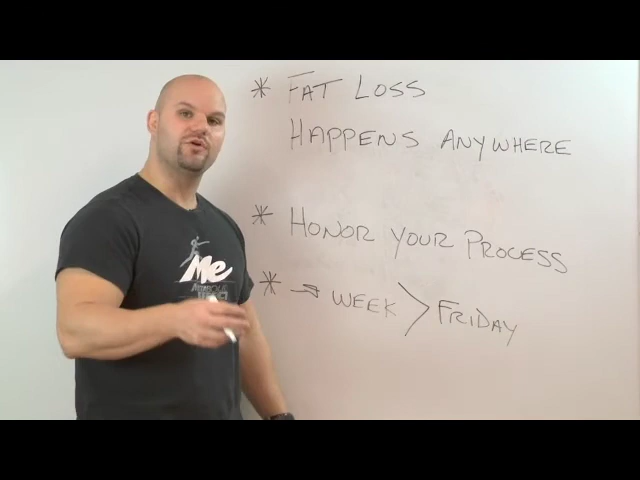 * FAT LOSS
HAPPENS ANYWHERE
* HONOR YOUR PROCESS
* → WEEK > FRIDAY
Me